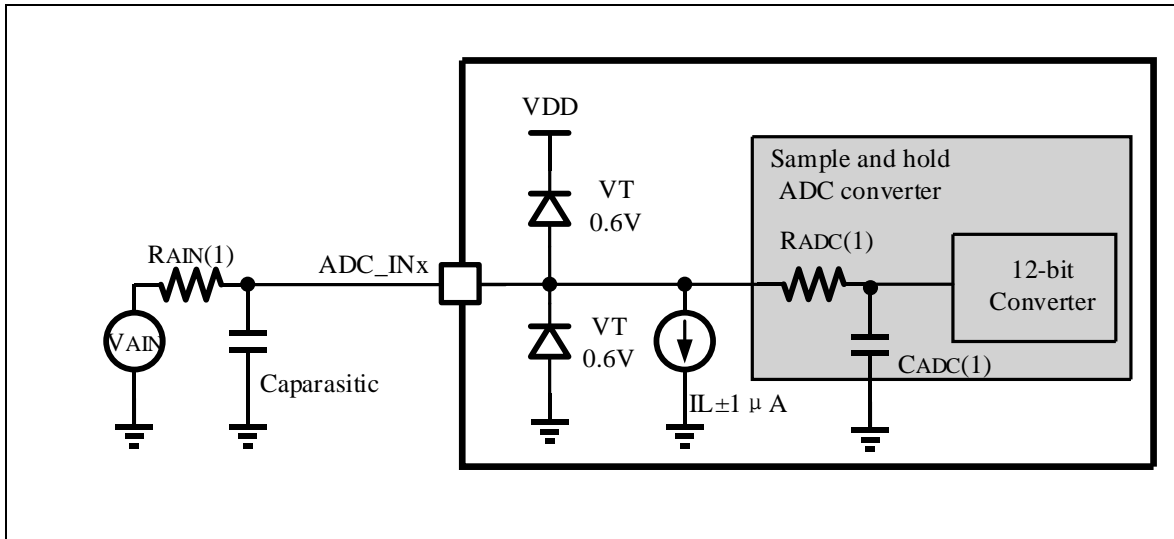 VDD
Sample and hold
ADC converter
VT
0.6V
RAIN(1)
ADC_INx
RADC(1)
12-bit
Converter
VAIN
VT
0.6V
Caparasitic
CADC(1)
IL±1 μ A